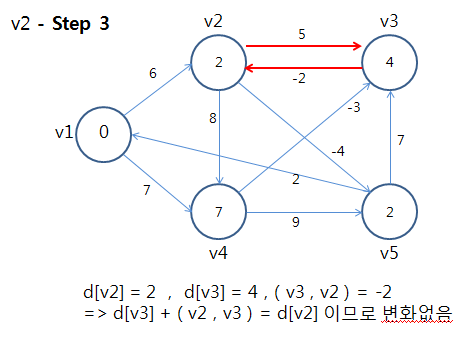 v2 - Step 3
v2
v3
5
2
4
-2
6
-3
8
v1
0
-4
7
2
7
7
9
2
v4
v5
d[v2] = 2 , d[v3] = 4 , ( v3 , v2 ) = -2
=> d[v3] + ( v2 , v3 ) = d[v2] 이므로 변화없음